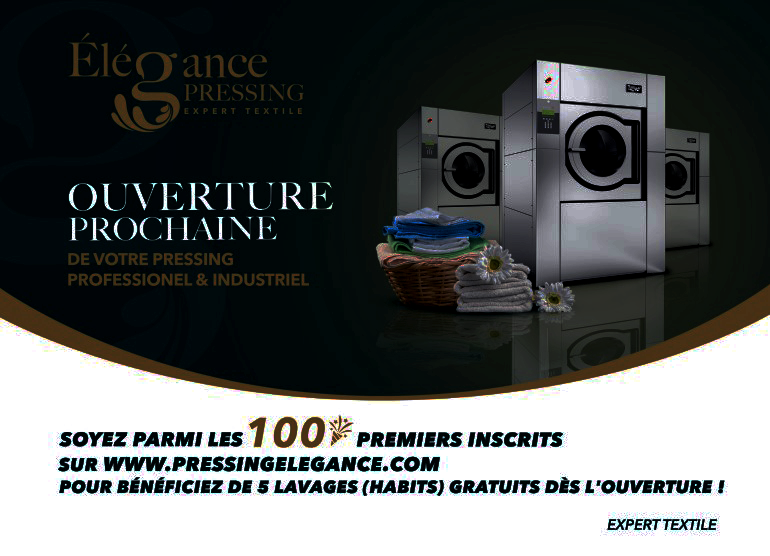 Élégance
PRESSING
EXPERT TEXTILE
OUVERTURE
PROCHAINE
DE VOTRE PRESSING
PROFESSIONEL & INDUSTRIEL
SOYEZ PARMI LES 100 PREMIERS INSCRITS
SUR WWW.PRESSINGELEGANCE.COM
POUR BÉNÉFICIEZ DE 5 LAVAGES (HABITS) GRATUITS DÈS L'OUVERTURE !
EXPERT TEXTILE